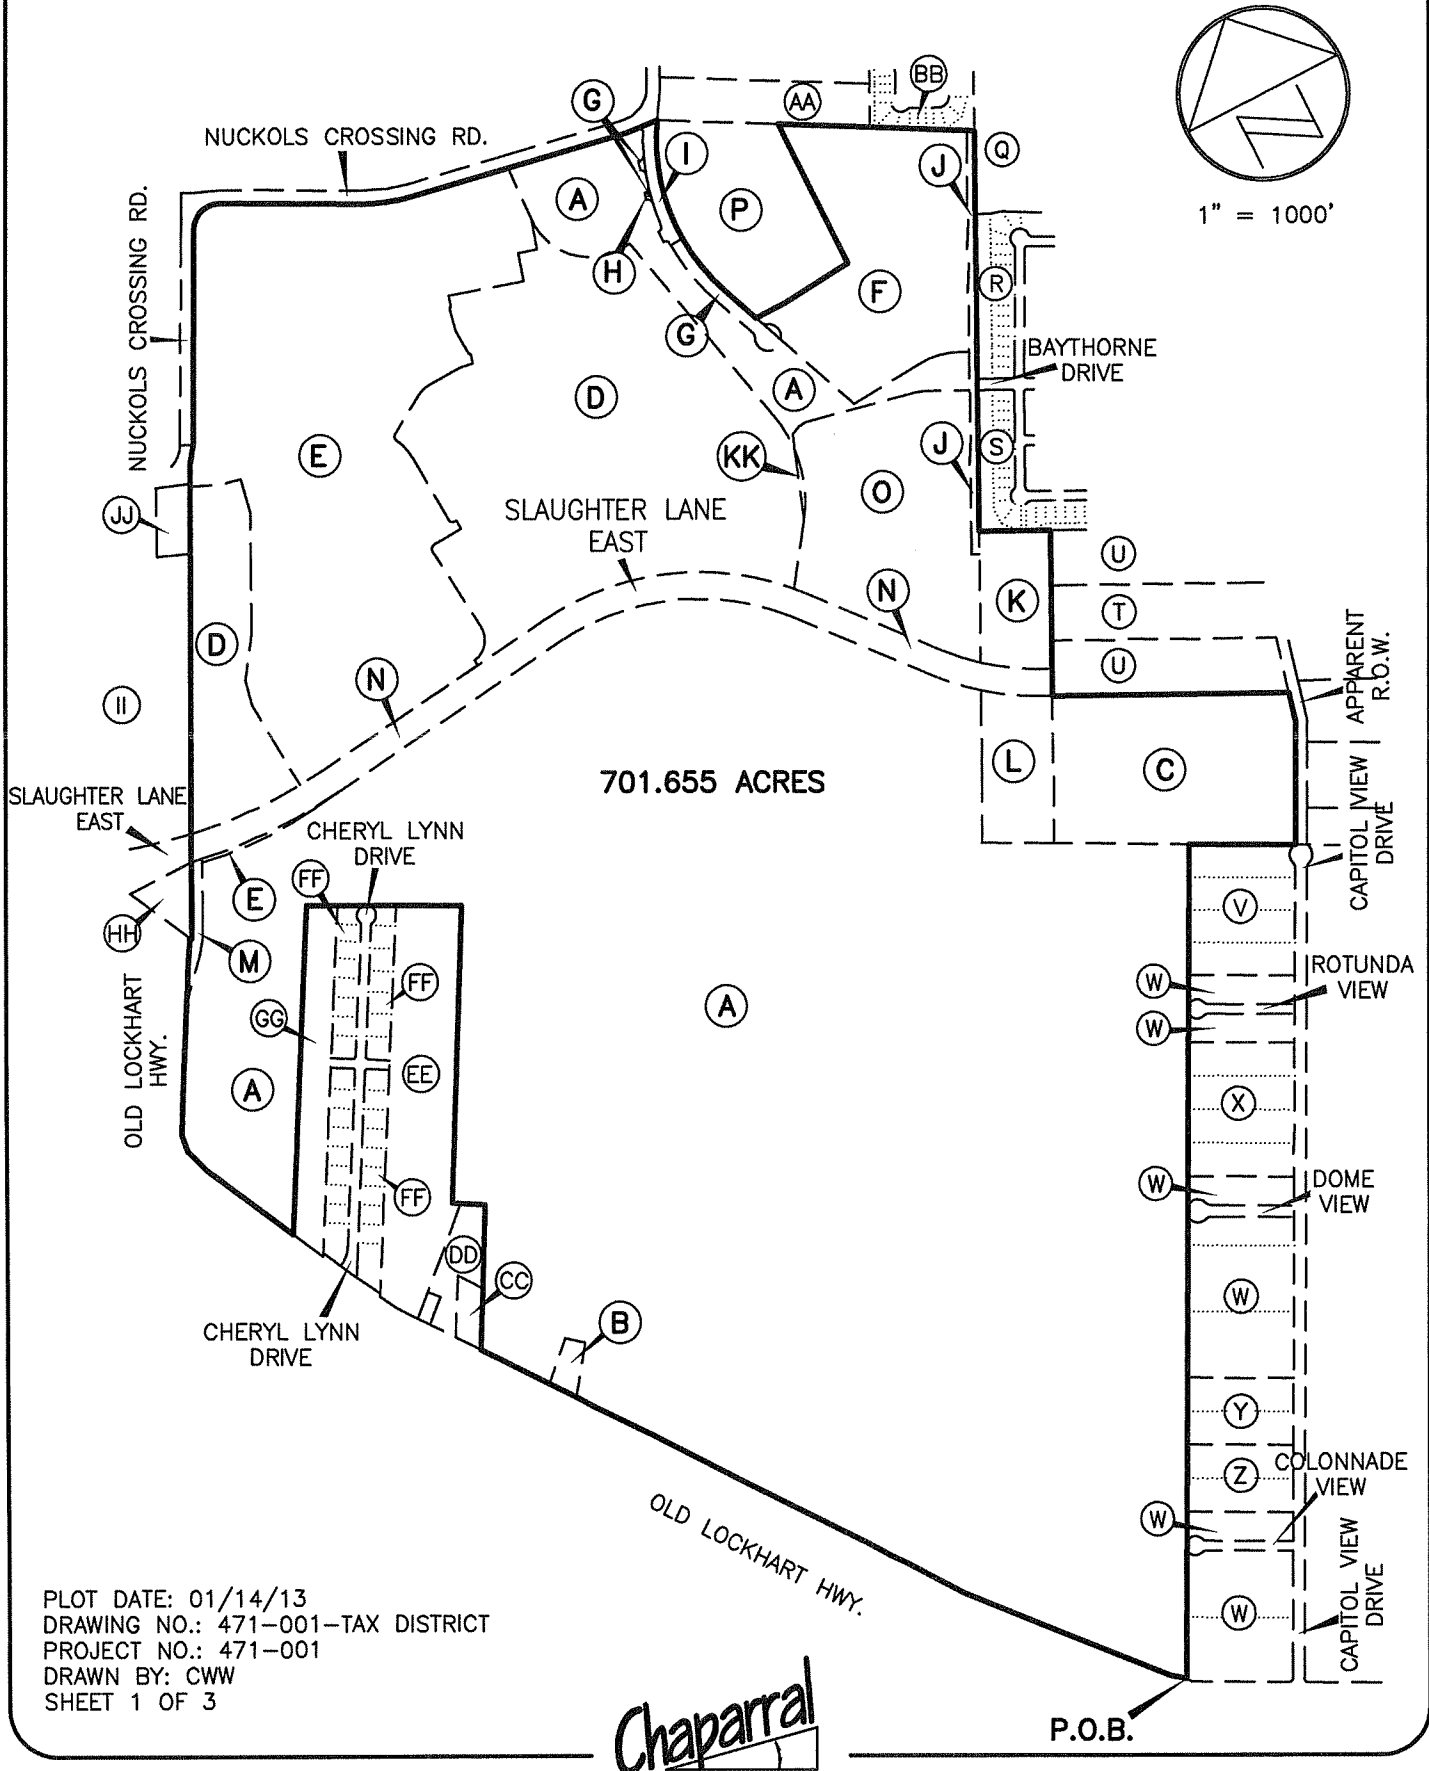 BB
AA
G
NUCKOLS CROSSING RD.
I
J
Q
A
P
1" = 1000'
NUCKOLS CROSSING RD.
H
F
R
G
BAYTHORNE
DRIVE
A
D
E
KK
J
S
O
JJ
SLAUGHTER LANE
EAST
U
N
K
T
D
U
APPARENT
R.O.W.
N
II
701.655 ACRES
L
C
SLAUGHTER LANE
EAST
CHERYL LYNN
DRIVE
CAPITOL VIEW
DRIVE
FF
E
V
HH
M
ROTUNDA
VIEW
W
FF
OLD LOCKHART
HWY.
GG
A
W
EE
A
X
W
DOME
VIEW
FF
DD
CC
W
B
CHERYL LYNN
DRIVE
Y
Z
COLONNADE
VIEW
OLD LOCKHART HWY.
W
CAPITOL VIEW
DRIVE
W
PLOT DATE: 01/14/13
DRAWING NO.: 471-001-TAX DISTRICT
PROJECT NO.: 471-001
DRAWN BY: CWW
SHEET 1 OF 3
P.O.B.
Chaparral